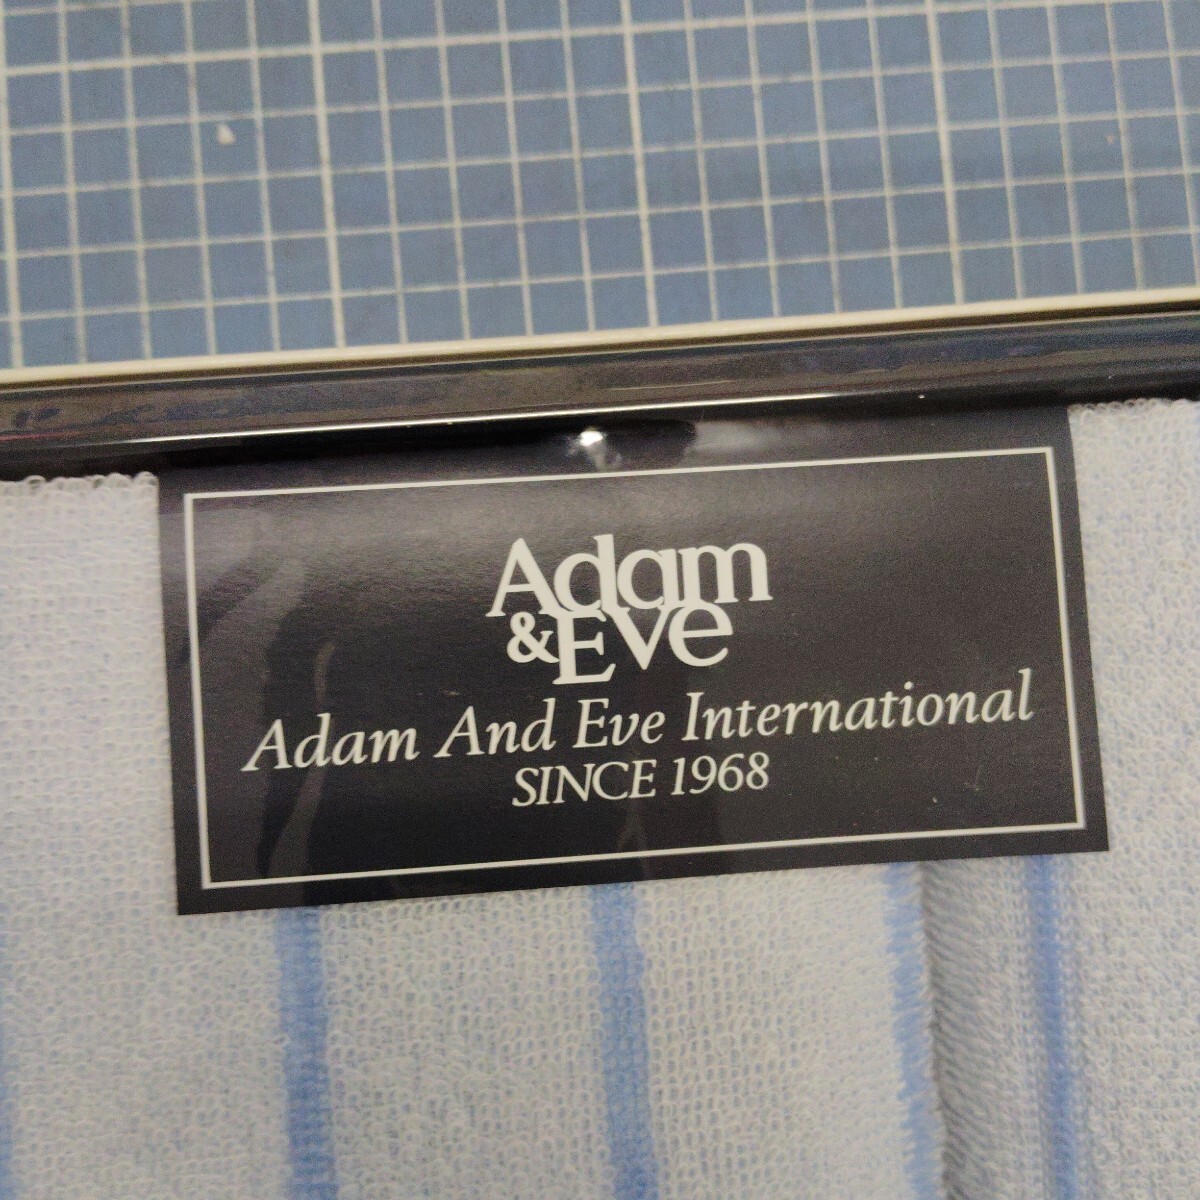 Adam
&Eve
Adam And Eve International
SINCE 1968